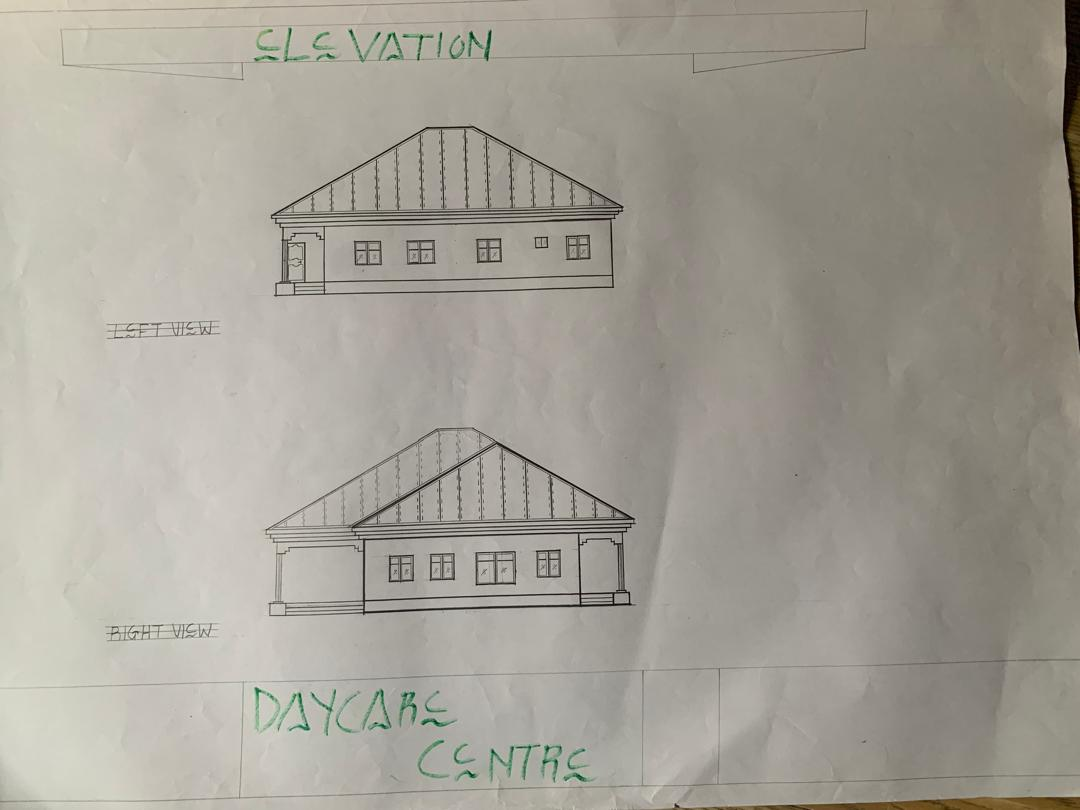 ELEVATION
LEFT VIEW
RIGHT VIEW
DAYCARE
CENTRE